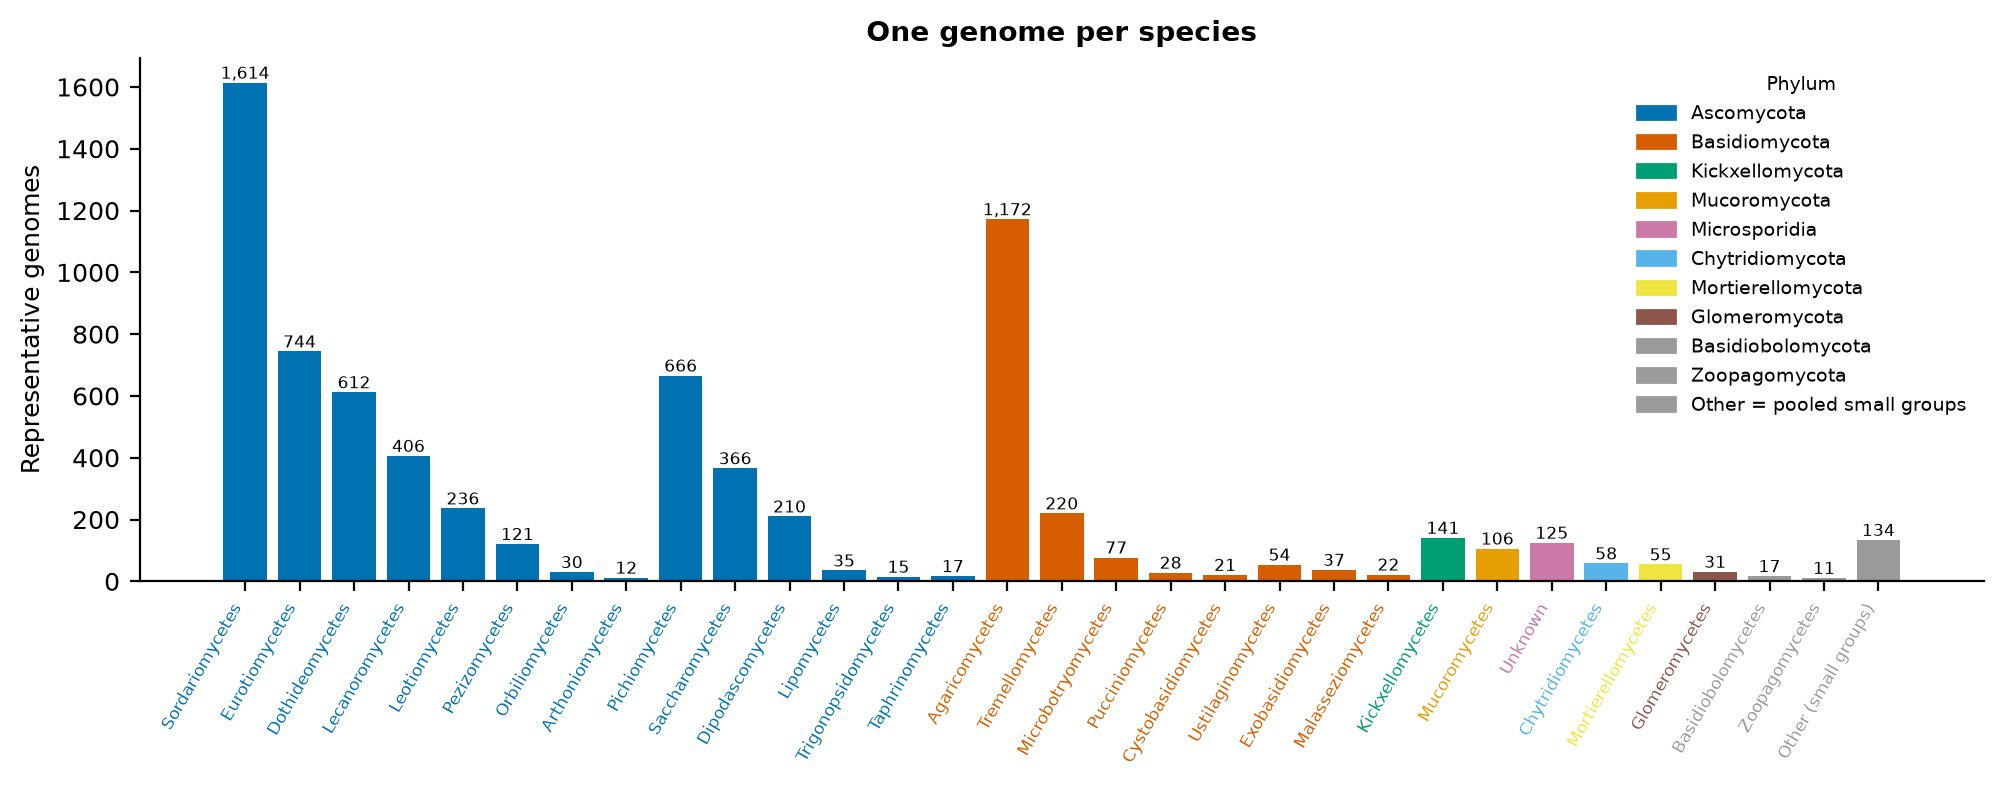 One genome per species
Representative genomes
1600
1400
1200
1000
800
600
400
200
0
1,614
744
612
406
236
121
30
12
666
366
210
35
15
17
1,172
220
77
28
21
54
37
22
141
106
125
58
55
31
17
11
134
Phylum
Ascomycota
Basidiomycota
Kickxellomycota
Mucoromycota
Microsporidia
Chytridiomycota
Mortierellomycota
Glomeromycota
Basidiobolomycota
Zoopagomycota
Other = pooled small groups
Sordariomycetes
Eurotiomycetes
Dothideomycetes
Lecanoromycetes
Leotiomycetes
Pezizomycetes
Orbiliomycetes
Arthoniomycetes
Pichiomycetes
Saccharomycetes
Dipodascomycetes
Lipomycetes
Trigonopsidomycetes
Taphrinomycetes
Agaricomycetes
Tremellomycetes
Microbotryomycetes
Pucciniomycetes
Cystobasidiomycetes
Ustilaginomycetes
Exobasidiomycetes
Malasseziomycetes
Kickxellomycetes
Mucoromycetes
Unknown
Chytridiomycetes
Mortierellomycetes
Glomeromycetes
Basidiobolomycetes
Zoopagomycetes
Other (small groups)